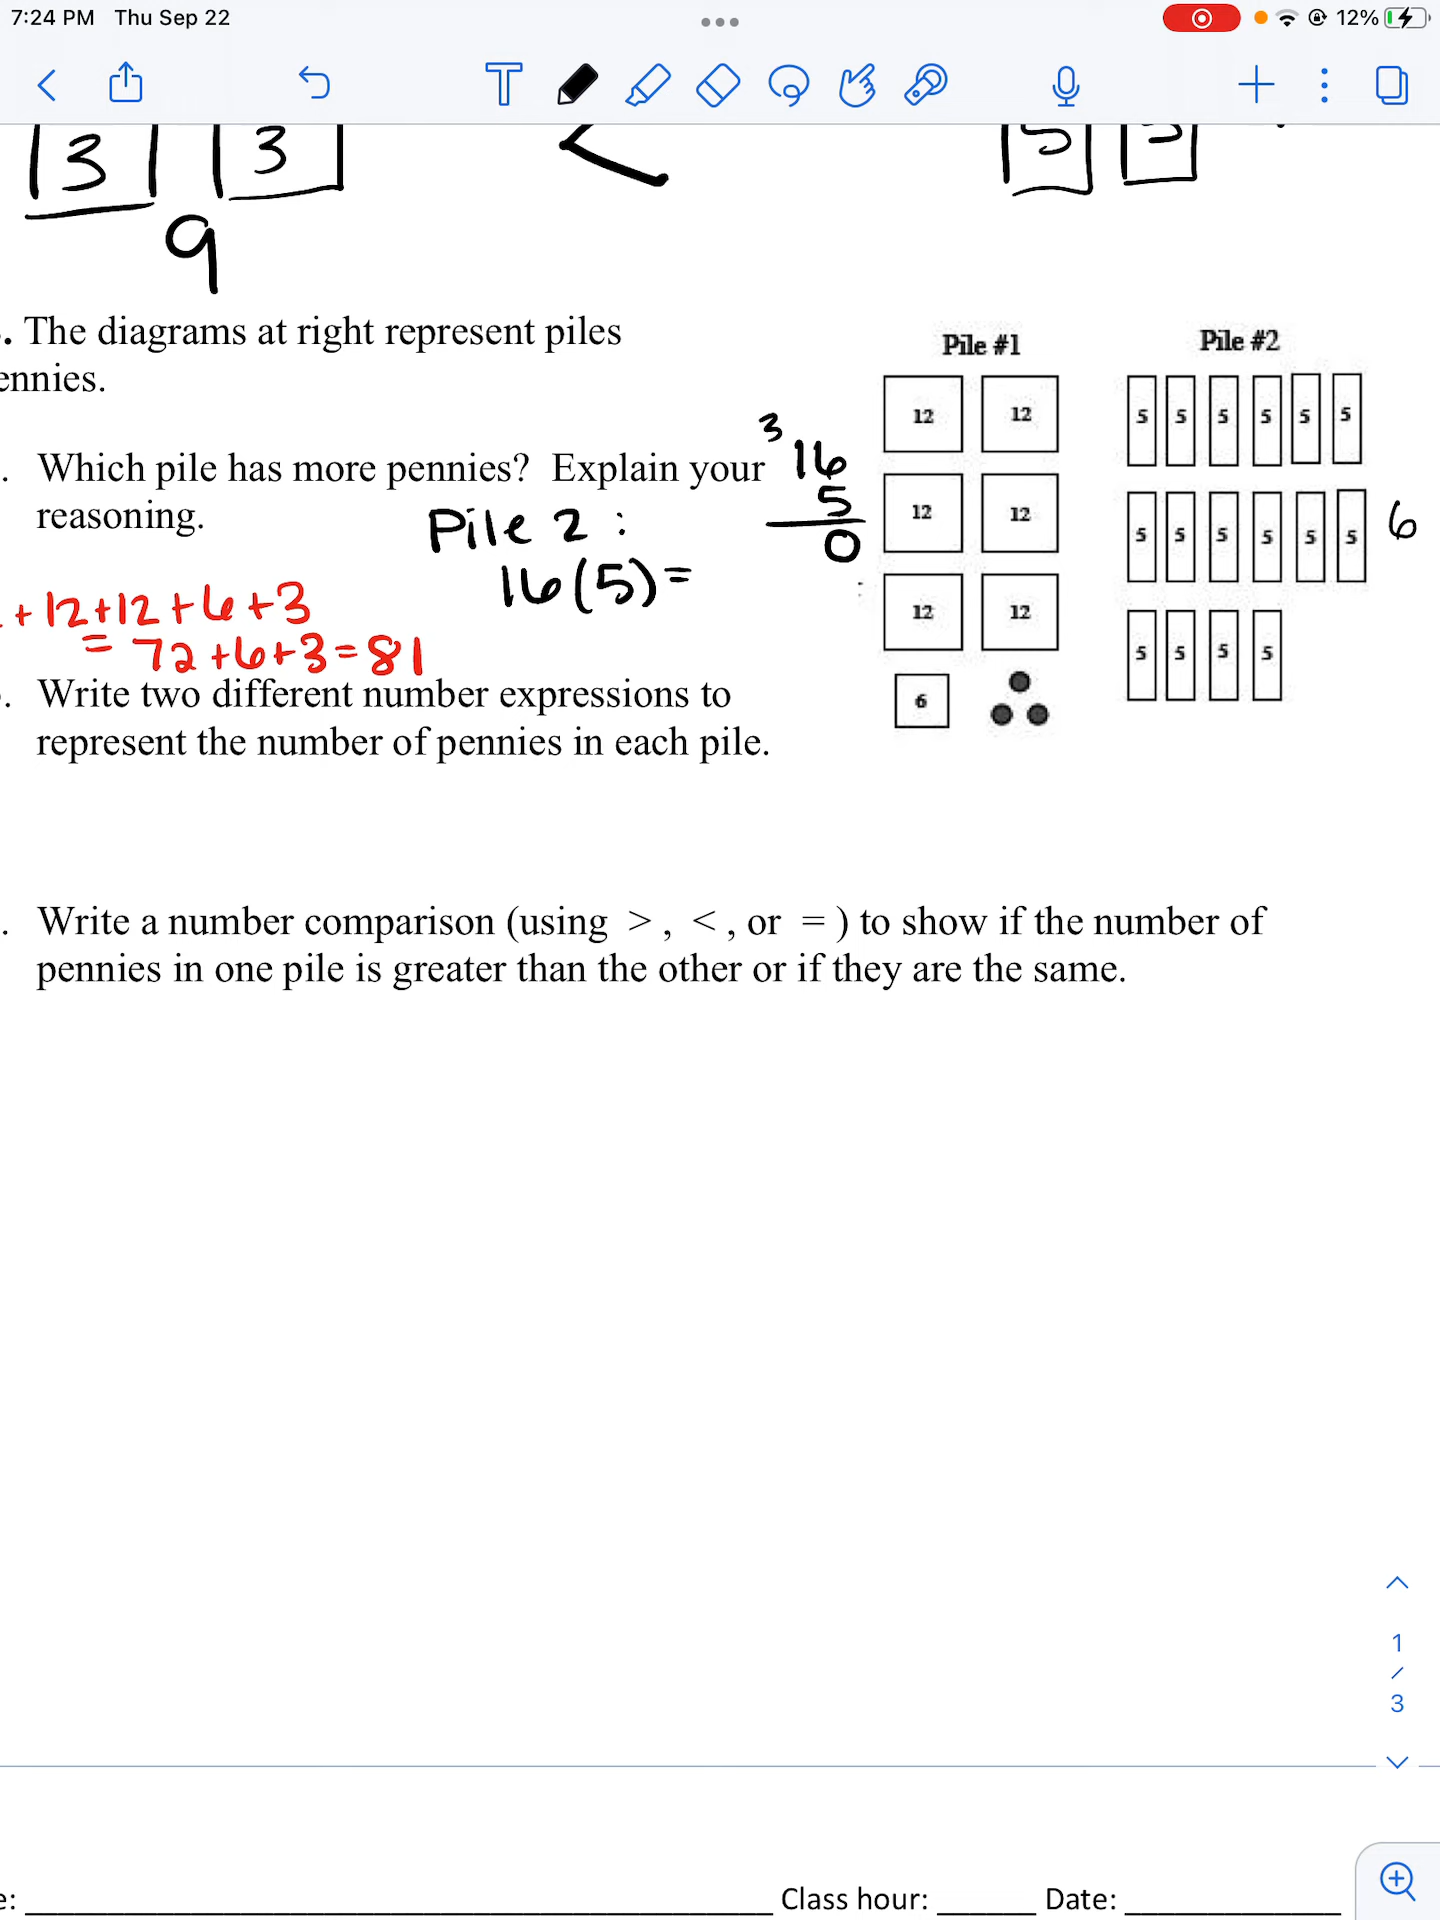 7:24 PM Thu Sep 22
12%
T
3 3
9
. The diagrams at right represent piles
ennies.
Pile #1
12 12
12 12
12 12
6
Pile #2
5 5 5 5 5 5
5 5 5 5 5 5 6
5 5 5 5
. Which pile has more pennies? Explain your
reasoning.
3
16
5
0
Pile 2 :
16(5)=
+12+12+6+3
= 72+6+3=81
. Write two different number expressions to
represent the number of pennies in each pile.
. Write a number comparison (using >, <, or = ) to show if the number of
pennies in one pile is greater than the other or if they are the same.
1
/
3
e: Class hour: Date: